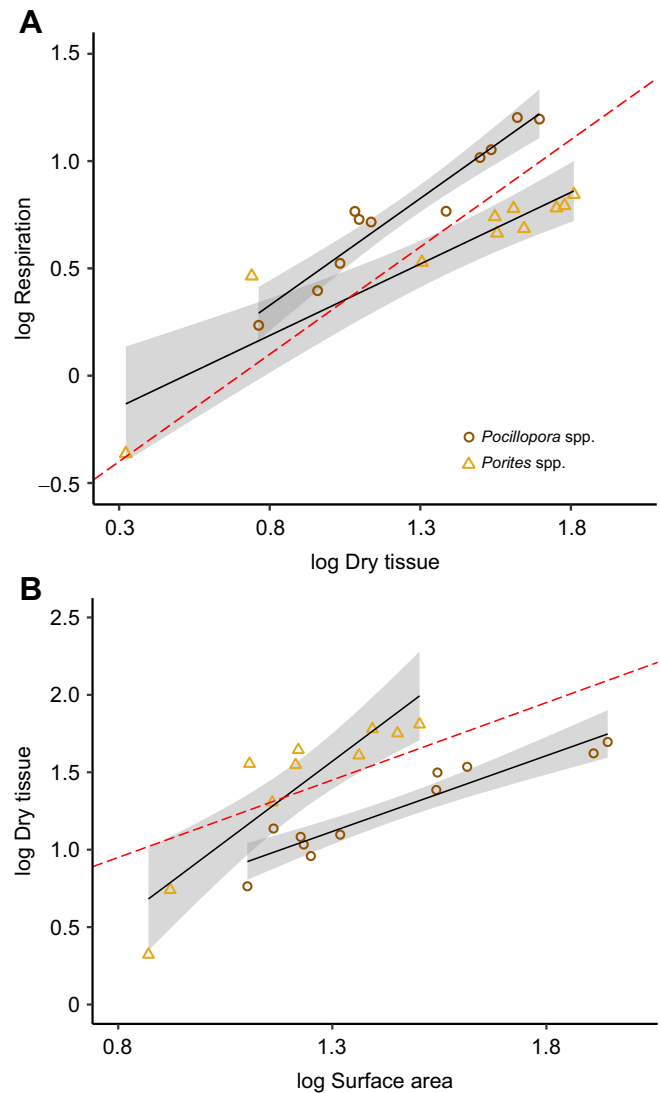 A
1.5
1.0
0.5
0
−0.5
log Respiration
Pocillopora spp.
Porites spp.
0.3 0.8 1.3 1.8
log Dry tissue
B
2.5
2.0
1.5
1.0
0.5
0
log Dry tissue
0.8 1.3 1.8
log Surface area